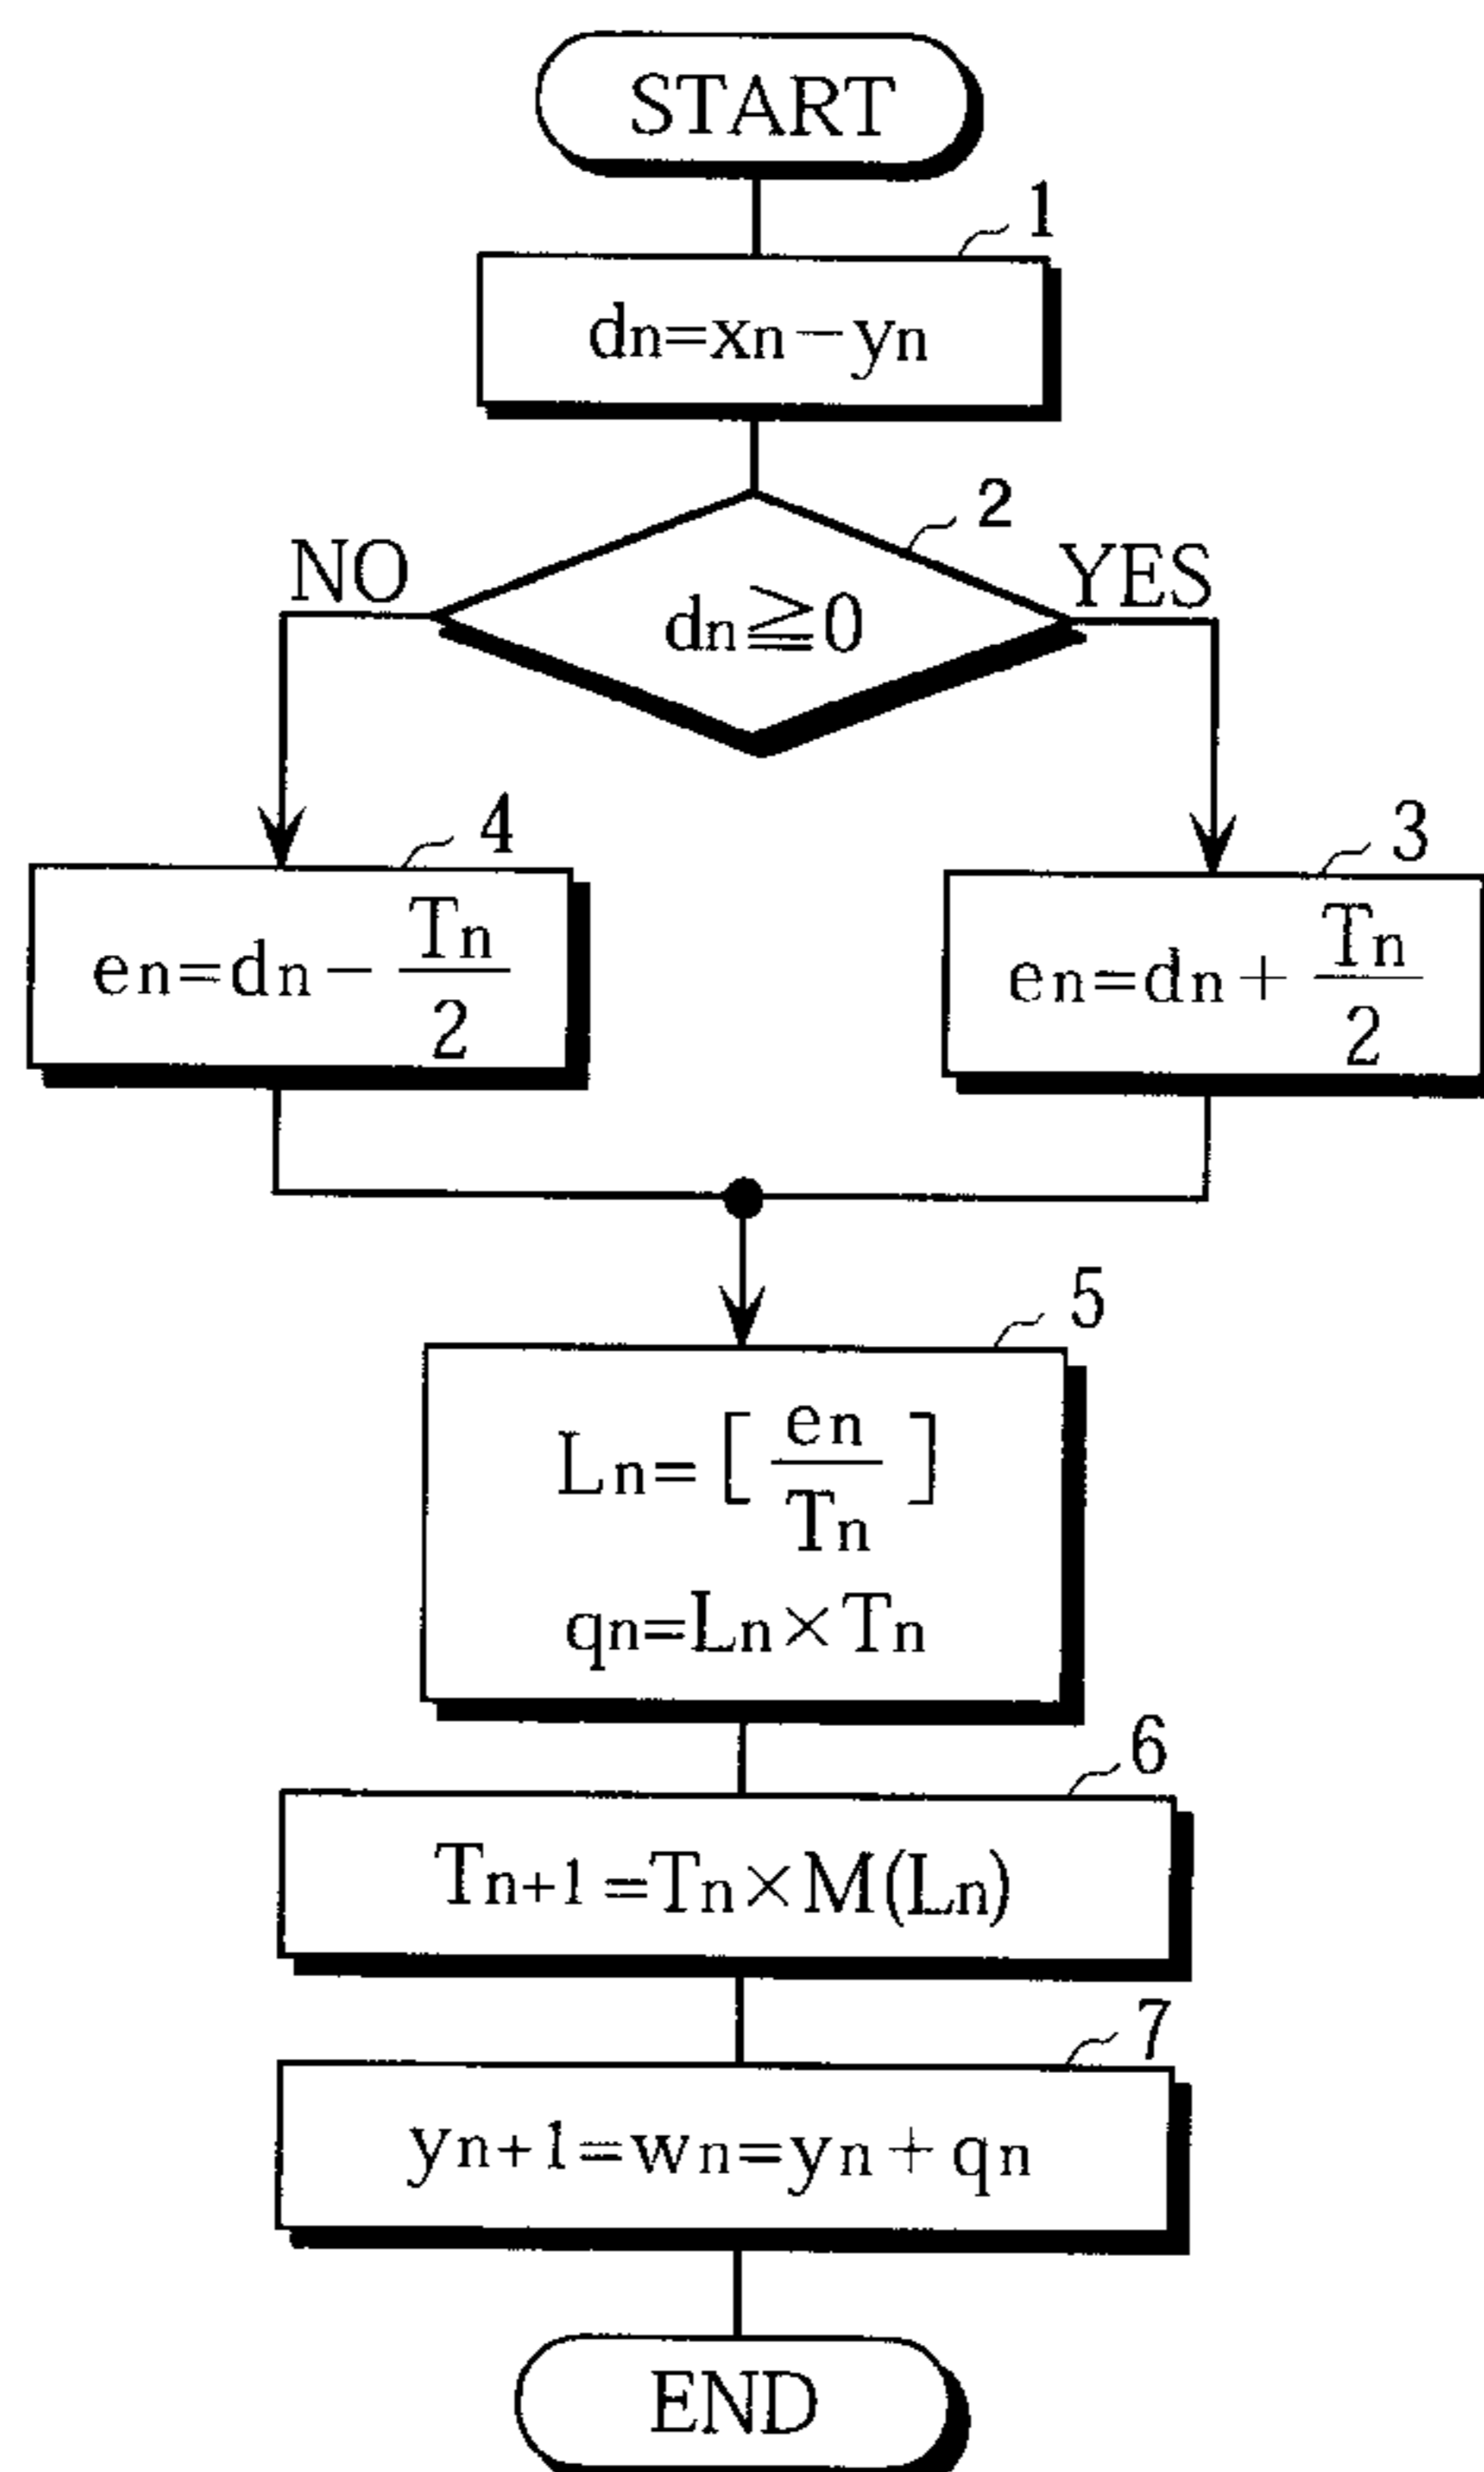 START
1
dn=xn−yn
2
NO
YES
dn≧0
4
3
en=dn− Tn/2
en=dn+ Tn/2
5
Ln=[ en/Tn ]
qn=Ln×Tn
6
Tn+1=Tn×M(Ln)
7
yn+1=wn=yn+qn
END